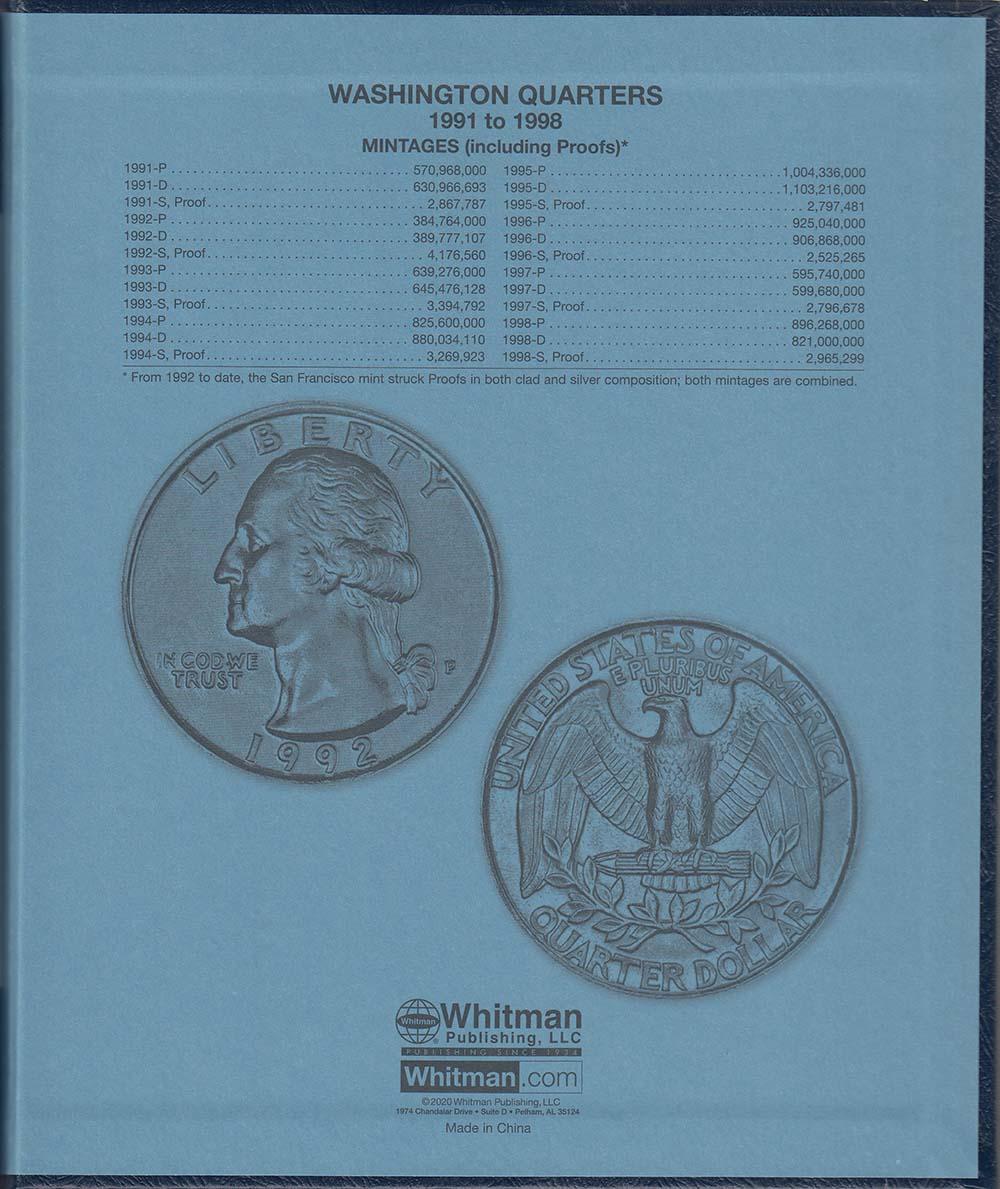 WASHINGTON QUARTERS
1991 to 1998
MINTAGES (including Proofs)*
1991-P 570,968,000
1991-D 630,966,693
1991-S, Proof 2,867,787
1992-P 384,764,000
1992-D 389,777,107
1992-S, Proof 4,176,560
1993-P 639,276,000
1993-D 645,476,128
1993-S, Proof 3,394,792
1994-P 825,600,000
1994-D 880,034,110
1994-S, Proof 3,269,923
1995-P 1,004,336,000
1995-D 1,103,216,000
1995-S, Proof 2,797,481
1996-P 925,040,000
1996-D 906,868,000
1996-S, Proof 2,525,265
1997-P 595,740,000
1997-D 599,680,000
1997-S, Proof 2,796,678
1998-P 896,268,000
1998-D 821,000,000
1998-S, Proof 2,965,299
* From 1992 to date, the San Francisco mint struck Proofs in both clad and silver composition; both mintages are combined.
LIBERTY
IN GOD WE
TRUST
P
1992
UNITED STATES OF AMERICA
E PLURIBUS
UNUM
QUARTER DOLLAR
Whitman
Whitman®
Publishing, LLC
PUBLISHING SINCE 1934
Whitman.com
©2020 Whitman Publishing, LLC
1974 Chandalar Drive • Suite D • Pelham, AL 35124
Made in China